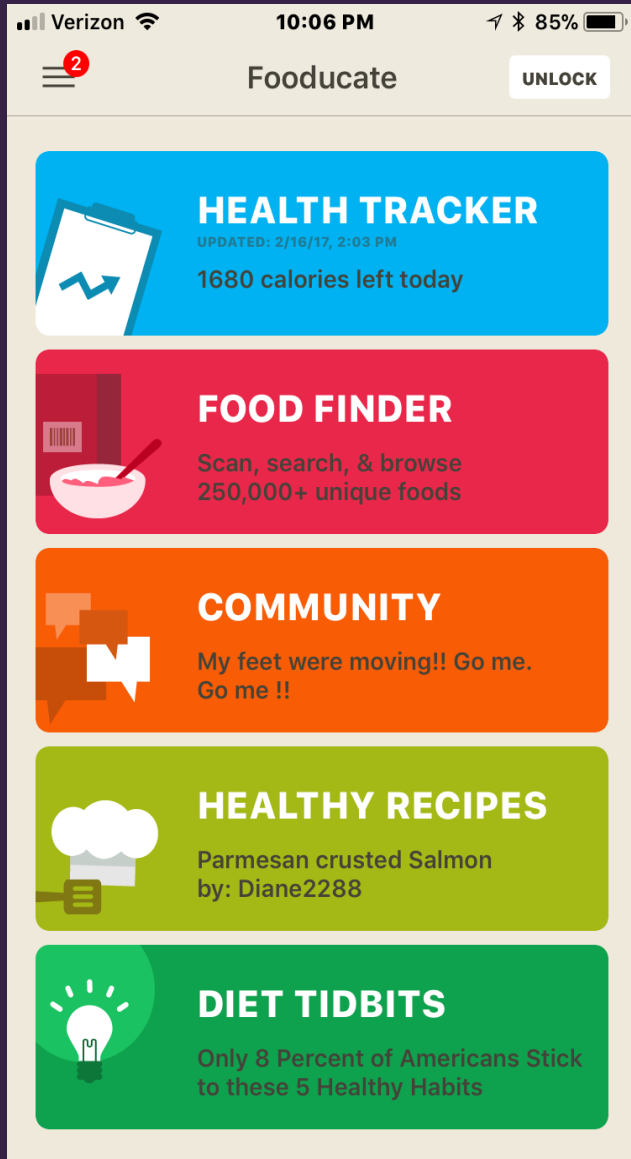 Verizon 10:06 PM 85%
2
Fooducate
UNLOCK
HEALTH TRACKER
UPDATED: 2/16/17, 2:03 PM
1680 calories left today
FOOD FINDER
Scan, search, & browse
250,000+ unique foods
COMMUNITY
My feet were moving!! Go me.
Go me !!
HEALTHY RECIPES
Parmesan crusted Salmon
by: Diane2288
DIET TIDBITS
Only 8 Percent of Americans Stick
to these 5 Healthy Habits